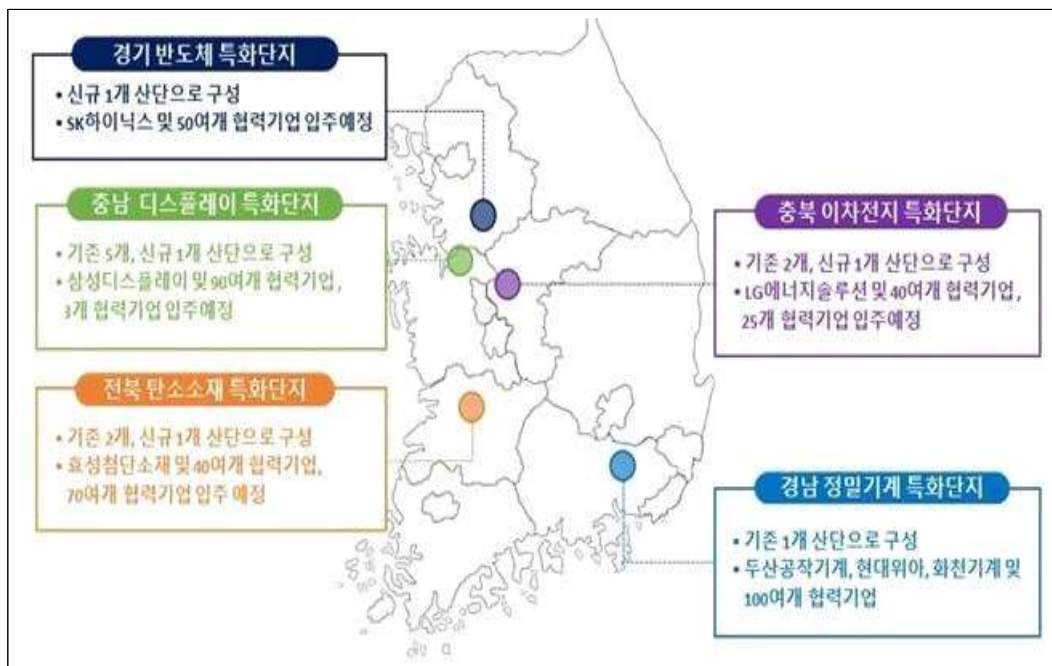 경기 반도체 특화단지
• 신규 1개 산단으로 구성
• SK하이닉스 및 50여개 협력기업 입주예정
충남 디스플레이 특화단지
• 기존 5개, 신규 1개 산단으로 구성
• 삼성디스플레이 및 90여개 협력기업,
3개 협력기업 입주예정
전북 탄소소재 특화단지
• 기존 2개, 신규 1개 산단으로 구성
• 효성첨단소재 및 40여개 협력기업,
70여개 협력기업 입주 예정
충북 이차전지 특화단지
• 기존 2개, 신규 1개 산단으로 구성
• LG에너지솔루션 및 40여개 협력기업,
25개 협력기업 입주예정
경남 정밀기계 특화단지
• 기존 1개 산단으로 구성
• 두산공작기계, 현대위아, 화천기계 및
100여개 협력기업